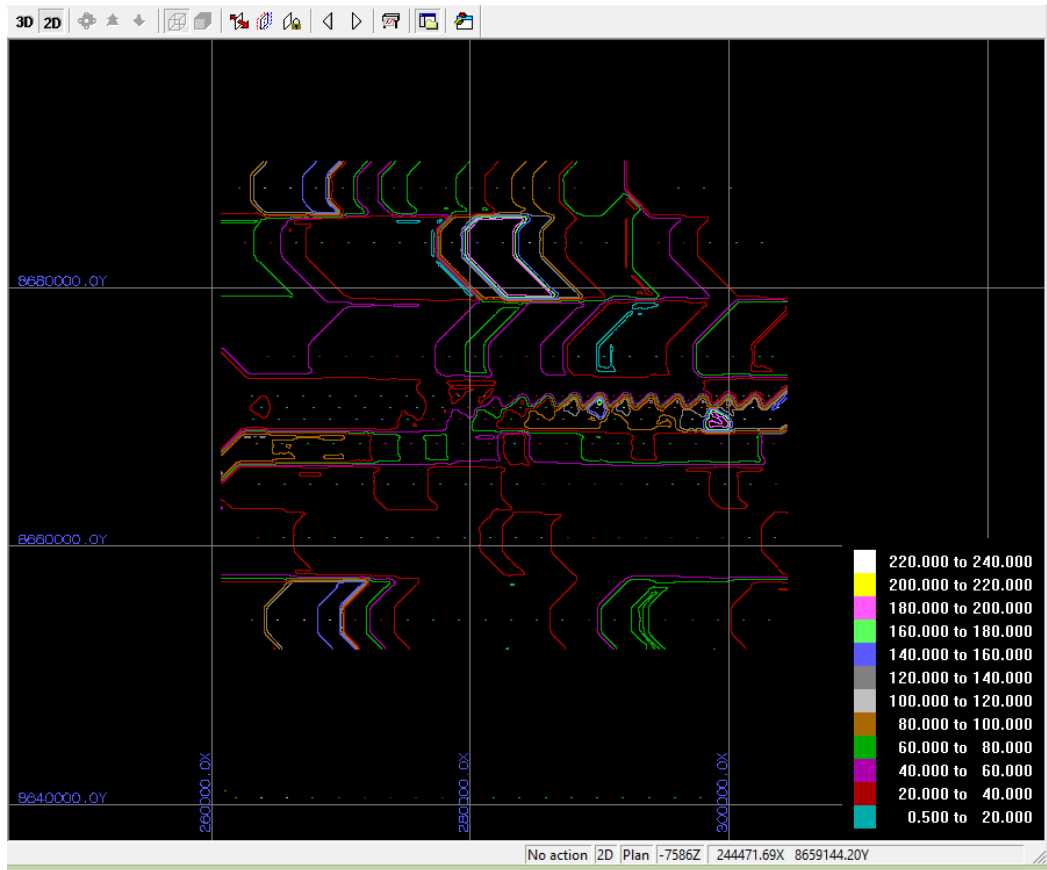 3D 2D
8680000.0Y
8660000.0Y
220.000 to 240.000
200.000 to 220.000
180.000 to 200.000
160.000 to 180.000
140.000 to 160.000
120.000 to 140.000
100.000 to 120.000
80.000 to 100.000
60.000 to 80.000
40.000 to 60.000
20.000 to 40.000
0.500 to 20.000
8640000.0Y
260000.0X
280000.0X
300000.0X
No action 2D Plan -7586Z 244471.69X 8659144.20Y